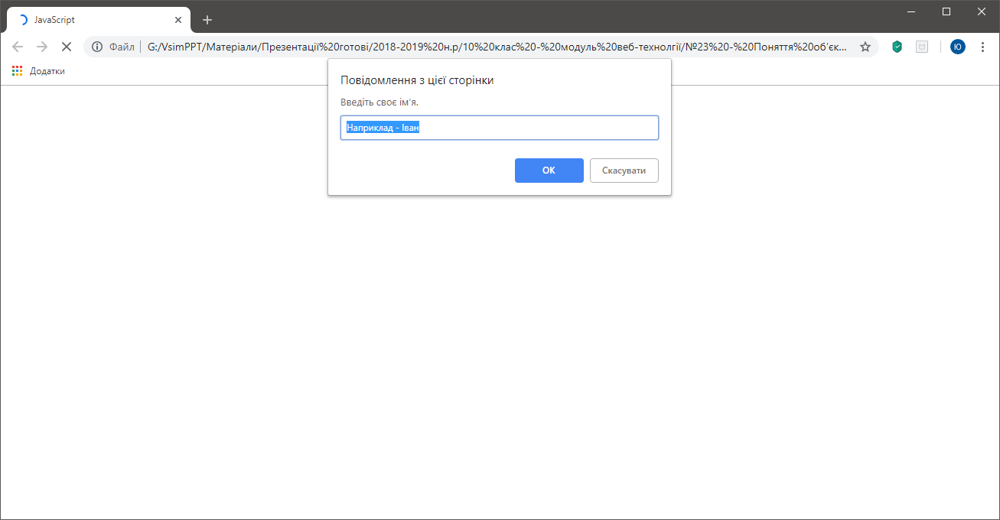 JavaScript
Файл G:/VsimPPT/Матеріали/Презентації%20готові/2018-2019%20н.р/10%20клас%20-%20модуль%20веб-технолгії/№23%20-%20Поняття%20об'єк...
Ю
Додатки
Повідомлення з цієї сторінки
Введіть своє ім'я.
Наприклад - Іван
ОК
Скасувати